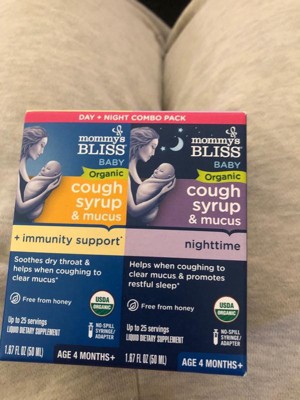 DAY + NIGHT COMBO PACK
mommy's
BLISS
BABY
Organic
cough
syrup
& mucus
+ immunity support*
Soothes dry throat &
helps when coughing to
clear mucus*
Free from honey
USDA
ORGANIC
Up to 25 servings
LIQUID DIETARY SUPPLEMENT
NO-SPILL
SYRINGE/
ADAPTER
1.67 FL OZ (50 ML)
AGE 4 MONTHS+
mommy's
BLISS
BABY
Organic
cough
syrup
& mucus
nighttime
Helps when coughing to
clear mucus & promotes
restful sleep*
Free from honey
USDA
ORGANIC
Up to 25 servings
LIQUID DIETARY SUPPLEMENT
NO-SPILL
SYRINGE/
ADAPTER
1.67 FL OZ (50 ML)
AGE 4 MONTHS+